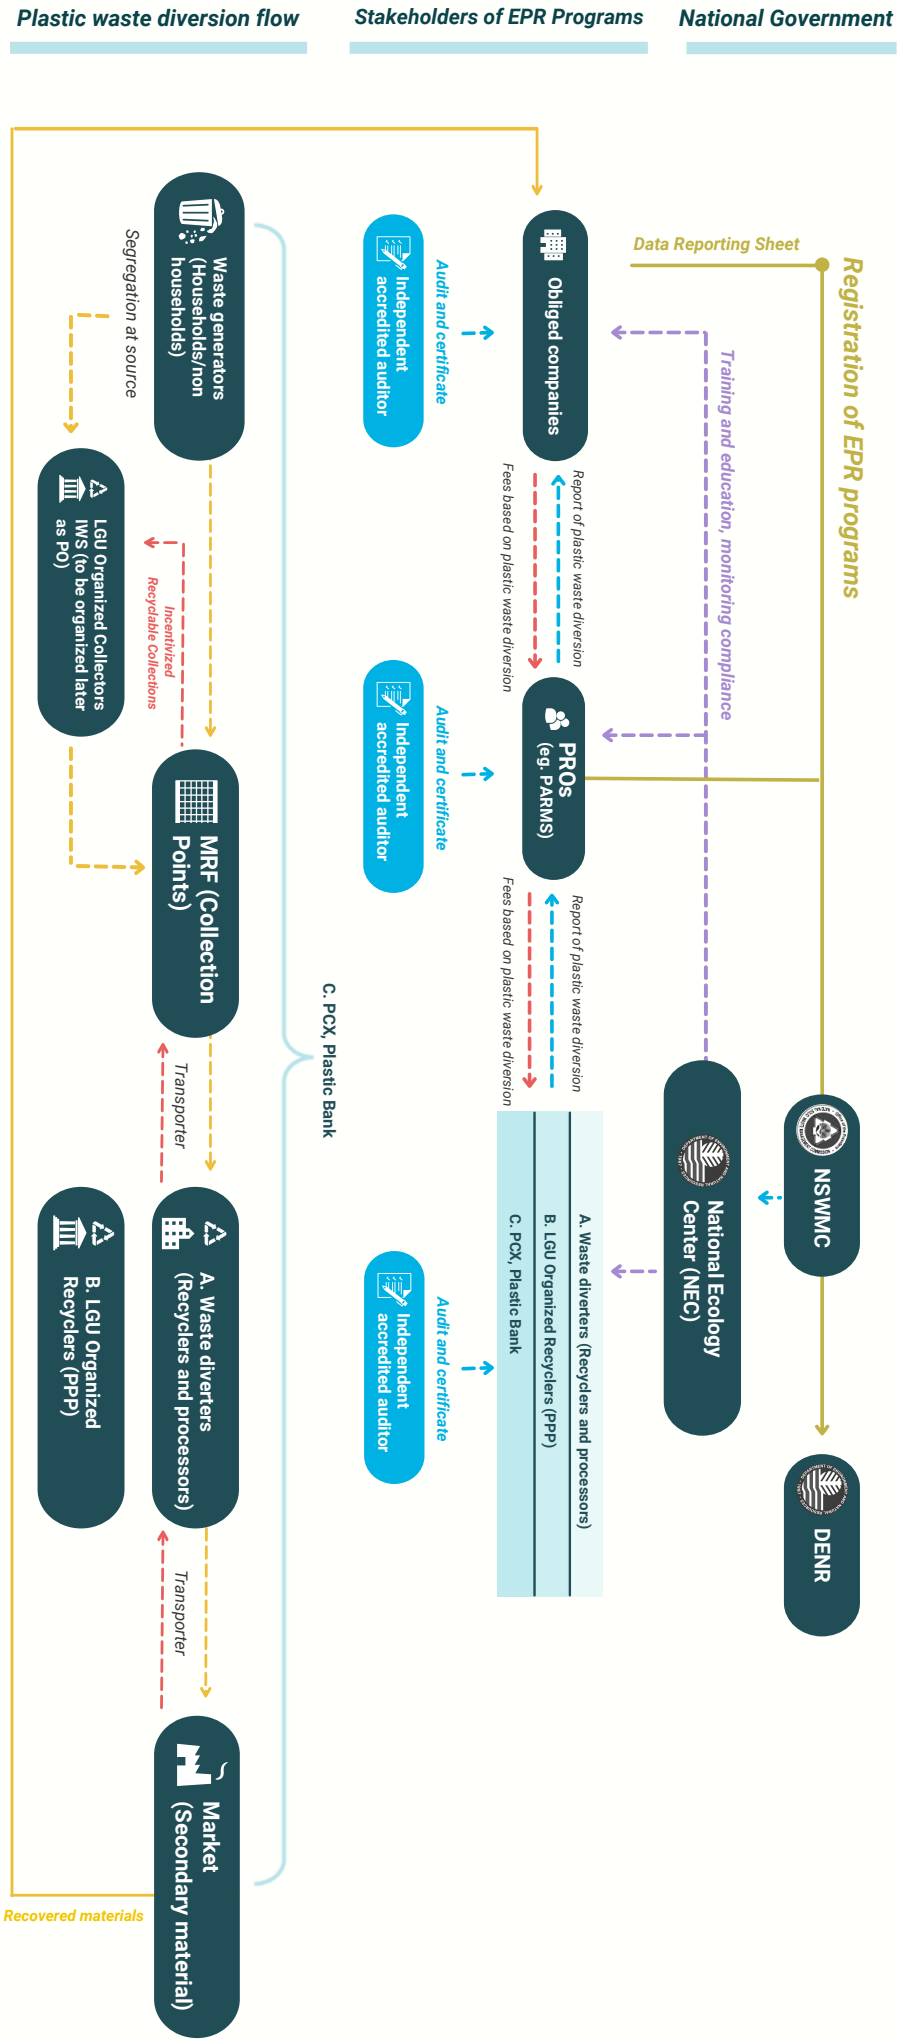 Plastic waste diversion flow
Stakeholders of EPR Programs
National Government
Registration of EPR programs
Data Reporting Sheet
NSWMC
DENR
Training and education, monitoring compliance
National Ecology
Center (NEC)
Obliged companies
Report of plastic waste diversion
Fees based on plastic waste diversion
PROs
(eg. PARMS)
Report of plastic waste diversion
Fees based on plastic waste diversion
A. Waste diverters (Recyclers and processors)
B. LGU Organized Recyclers (PPP)
C. PCX, Plastic Bank
Audit and certificate
Independent
accredited auditor
Audit and certificate
Independent
accredited auditor
Audit and certificate
Independent
accredited auditor
C. PCX, Plastic Bank
Waste generators
(Households/non
households)
Segregation at source
LGU Organized Collectors
IWS (to be organized later
as PO)
Incentivized
Recyclable Collections
MRF (Collection
Points)
Transporter
A. Waste diverters
(Recyclers and processors)
B. LGU Organized
Recyclers (PPP)
Transporter
Market
(Secondary material)
Recovered materials